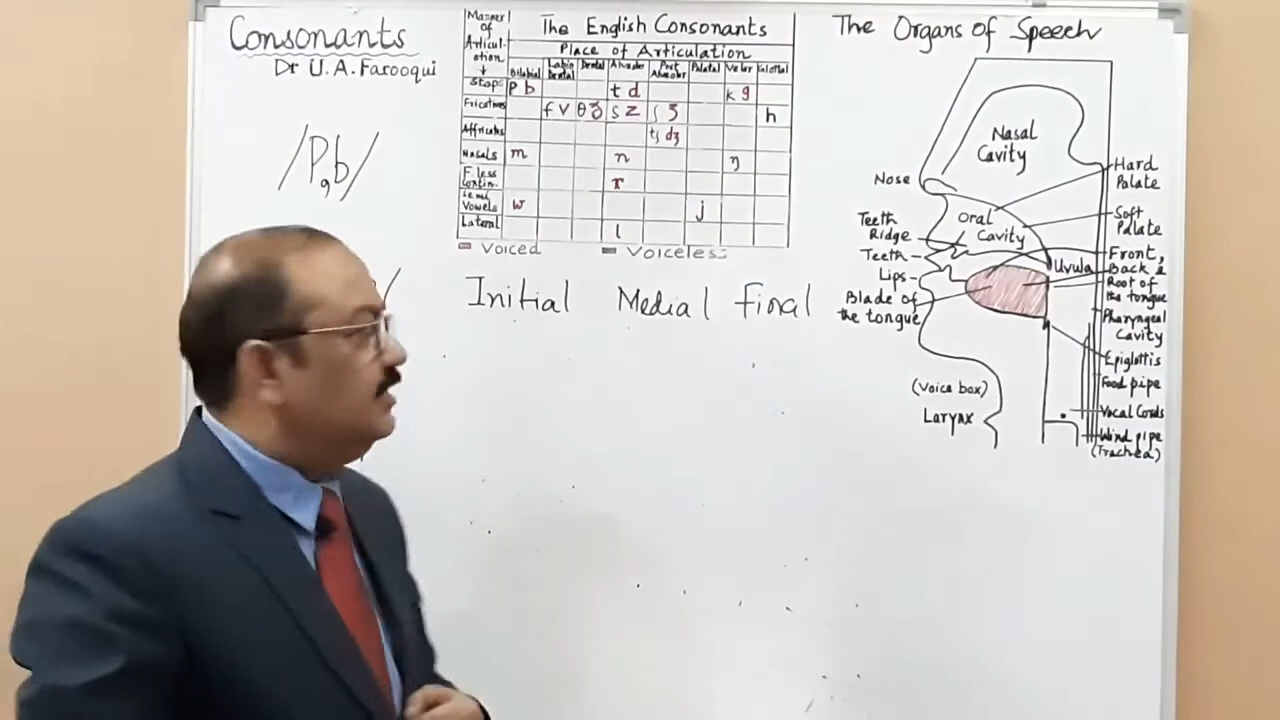 Consonants
Dr U.A. Farooqui
/P,b/
/
Manner
of
Articul-
ation
The English Consonants
Place of Articulation
Bilabial Labio Dental Dental Alveolar Post Alveolar Palatal Velar Glottal
Stops p b t d k g
Fricatives f v θ ʒ s z ʃ ʒ h
Affricates tʃ dʒ
Nasals m n ŋ
F. less Contin. r
Semi Vowels w j
Lateral l
Voiced Voiceless
Initial Medial final
The Organs of Speech
Nasal
Cavity
Hard
Palate
Nose
Oral
Cavity
Soft
Palate
Teeth
Ridge
Teeth
Lips
Blade of
the tongue
Uvula
Front,
Back &
Root of
the tongue
Pharyngeal
Cavity
Epiglottis
Food pipe
(Voice box)
Larynx
Vocal Cords
Wind pipe
(Trachea)